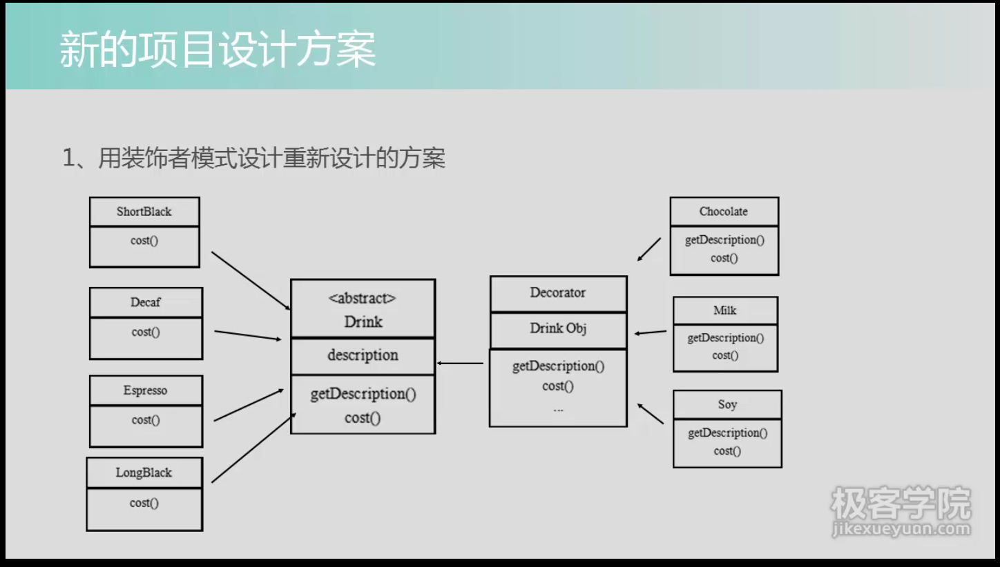 新的项目设计方案
1、用装饰者模式设计重新设计的方案
ShortBlack
cost()
Decaf
cost()
Espresso
cost()
LongBlack
cost()
<abstract>
Drink
description
getDescription()
cost()
Decorator
Drink Obj
getDescription()
cost()
...
Chocolate
getDescription()
cost()
Milk
getDescription()
cost()
Soy
getDescription()
cost()
极客学院
jikexueyuan.com